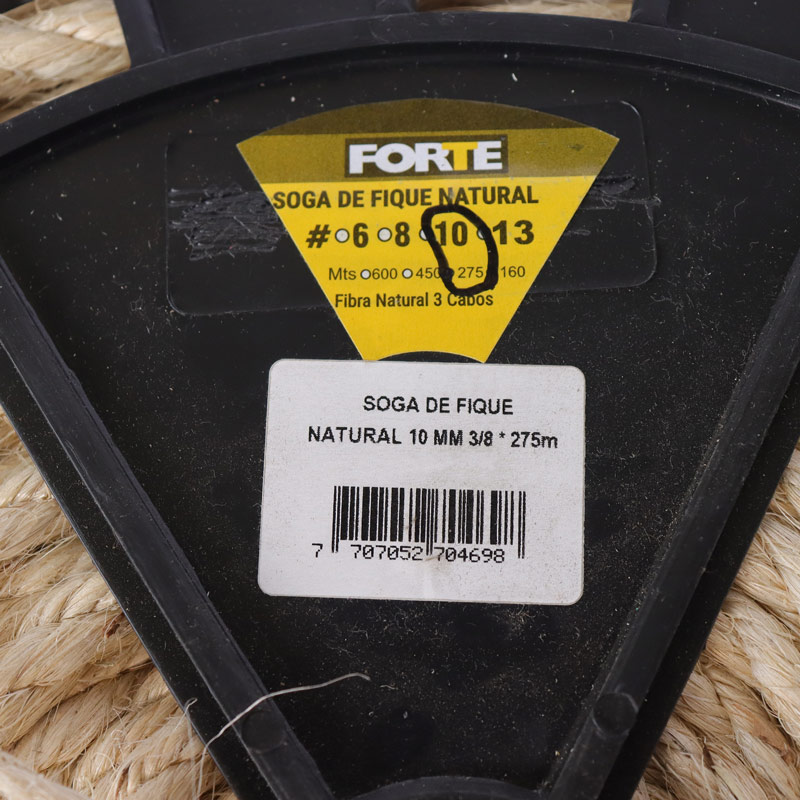 FORTE
SOGA DE FIQUE NATURAL
# 6 8 10 13
Mts 600 450 275 160
Fibra Natural 3 Cabos
SOGA DE FIQUE
NATURAL 10 MM 3/8 * 275m
7 707052 704698